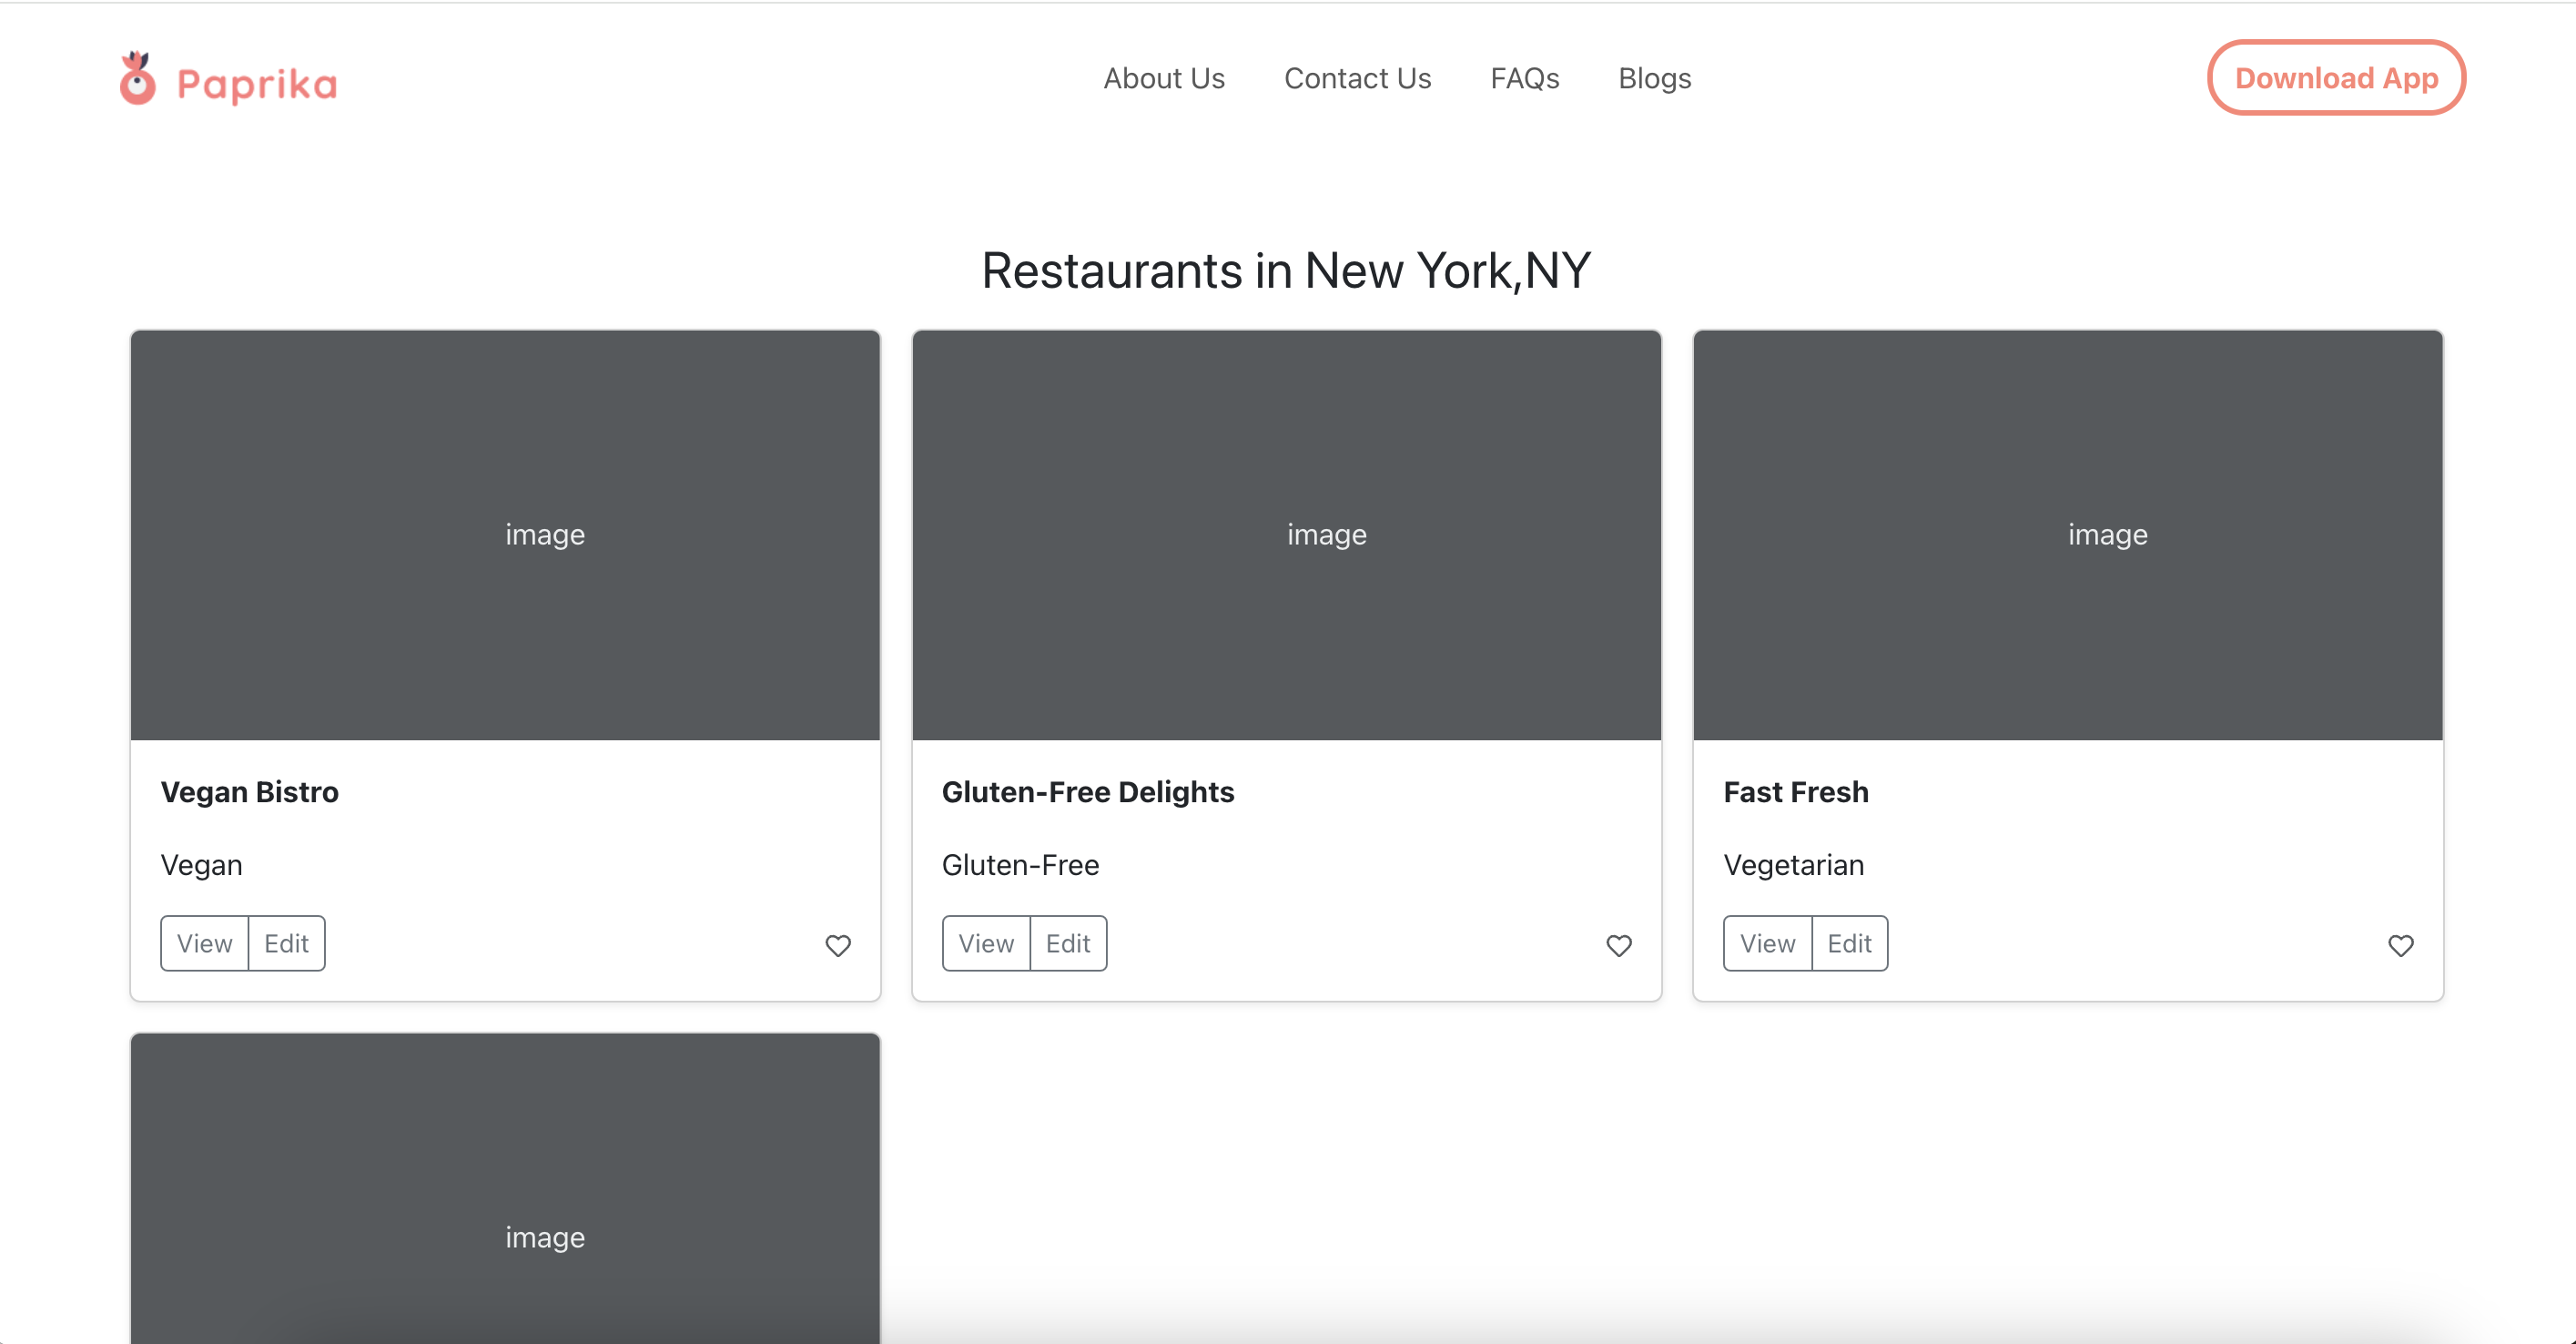 Paprika
About Us Contact Us FAQs Blogs
Download App
Restaurants in New York,NY
image
Vegan Bistro
Vegan
View Edit
image
Gluten-Free Delights
Gluten-Free
View Edit
image
Fast Fresh
Vegetarian
View Edit
image